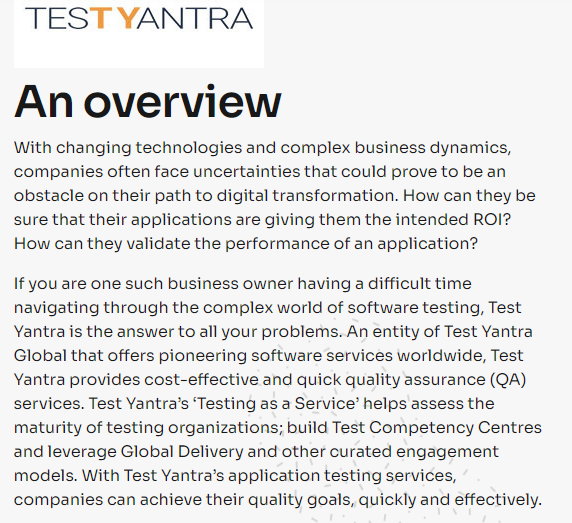 TESTYANTRA
An overview
With changing technologies and complex business dynamics,
companies often face uncertainties that could prove to be an
obstacle on their path to digital transformation. How can they be
sure that their applications are giving them the intended ROI?
How can they validate the performance of an application?
If you are one such business owner having a difficult time
navigating through the complex world of software testing, Test
Yantra is the answer to all your problems. An entity of Test Yantra
Global that offers pioneering software services worldwide, Test
Yantra provides cost-effective and quick quality assurance (QA)
services. Test Yantra’s ‘Testing as a Service’ helps assess the
maturity of testing organizations; build Test Competency Centres
and leverage Global Delivery and other curated engagement
models. With Test Yantra’s application testing services,
companies can achieve their quality goals, quickly and effectively.